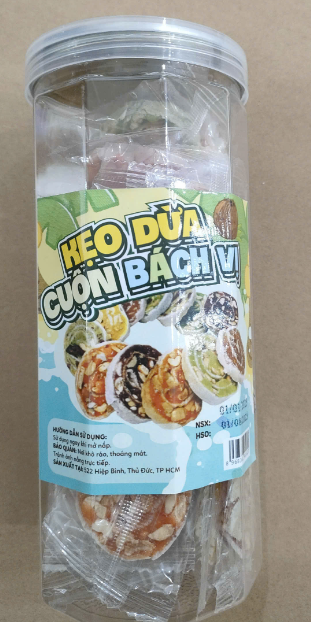 KẸO DỪA
CUỘN BÁCH VỊ
HƯỚNG DẪN SỬ DỤNG:
Sử dụng ngay khi mở nắp.
BẢO QUẢN: Nơi khô ráo, thoáng mát.
Tránh ánh nắng trực tiếp.
SẢN XUẤT TẠI: 522 Hiệp Bình, Thủ Đức, TP HCM
NSX:
HSD: